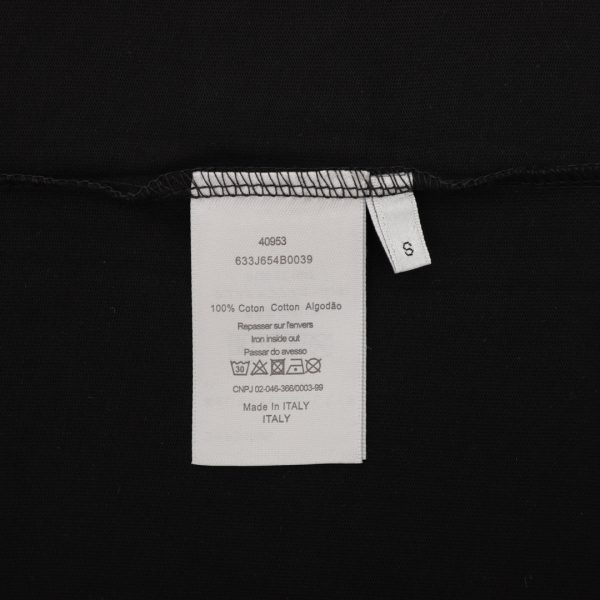 40953
633J654B0039
S
100% Coton Cotton Algodão
Repasser sur l'envers
Iron inside out
Passar do avesso
30
CNPJ 02-046-366/0003-99
Made In ITALY
ITALY